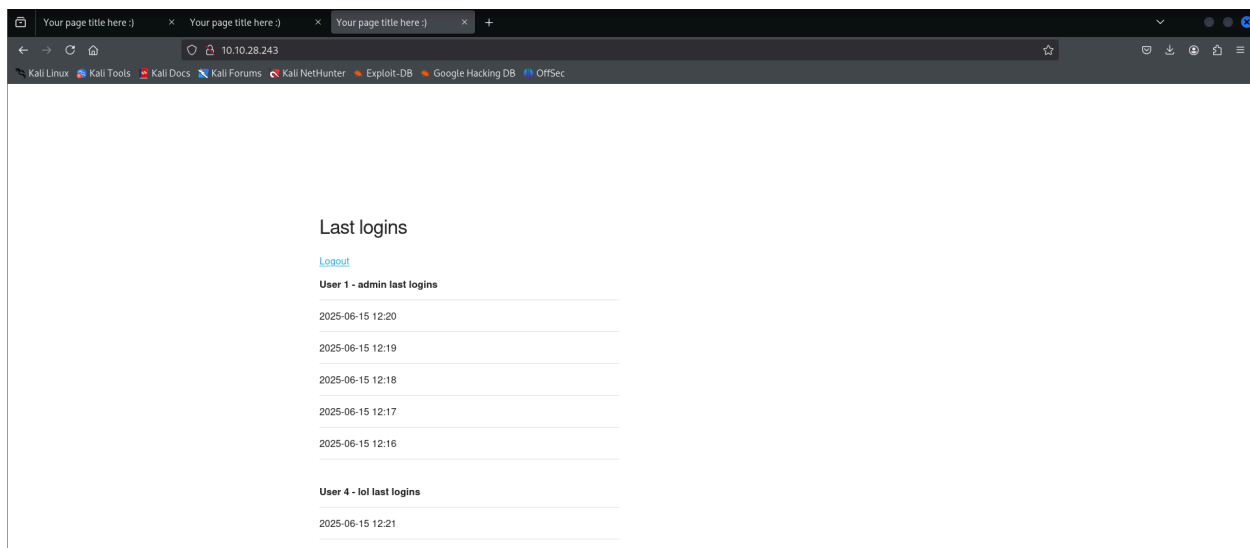 Your page title here :) Your page title here :) Your page title here :)
10.10.28.243
Kali Linux Kali Tools Kali Docs Kali Forums Kali NetHunter Exploit-DB Google Hacking DB OffSec
Last logins
Logout
User 1 - admin last logins
2025-06-15 12:20
2025-06-15 12:19
2025-06-15 12:18
2025-06-15 12:17
2025-06-15 12:16
User 4 - lol last logins
2025-06-15 12:21